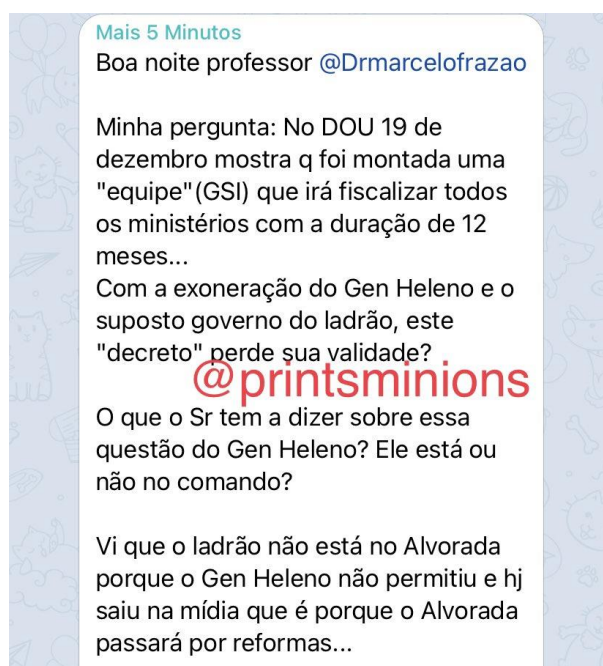 Mais 5 Minutos
Boa noite professor @Drmarcelofrazao
Minha pergunta: No DOU 19 de
dezembro mostra q foi montada uma
"equipe"(GSI) que irá fiscalizar todos
os ministérios com a duração de 12
meses...
Com a exoneração do Gen Heleno e o
suposto governo do ladrão, este
"decreto" perde sua validade?
@printsminions
O que o Sr tem a dizer sobre essa
questão do Gen Heleno? Ele está ou
não no comando?
Vi que o ladrão não está no Alvorada
porque o Gen Heleno não permitiu e hj
saiu na mídia que é porque o Alvorada
passará por reformas...